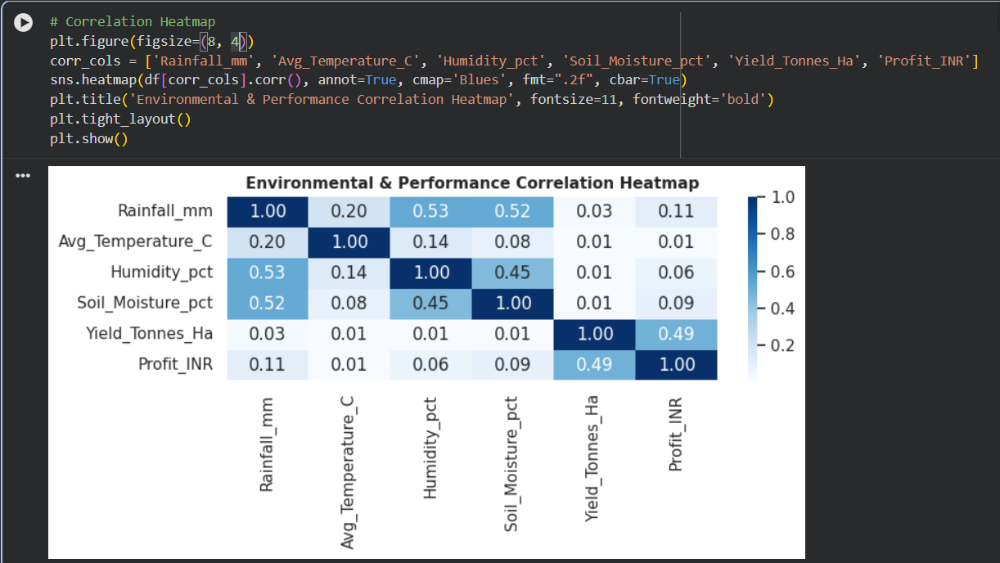 # Correlation Heatmap
plt.figure(figsize=(8, 4))
corr_cols = ['Rainfall_mm', 'Avg_Temperature_C', 'Humidity_pct', 'Soil_Moisture_pct', 'Yield_Tonnes_Ha', 'Profit_INR']
sns.heatmap(df[corr_cols].corr(), annot=True, cmap='Blues', fmt=".2f", cbar=True)
plt.title('Environmental & Performance Correlation Heatmap', fontsize=11, fontweight='bold')
plt.tight_layout()
plt.show()
Environmental & Performance Correlation Heatmap
Rainfall_mm 1.00 0.20 0.53 0.52 0.03 0.11
Avg_Temperature_C 0.20 1.00 0.14 0.08 0.01 0.01
Humidity_pct 0.53 0.14 1.00 0.45 0.01 0.06
Soil_Moisture_pct 0.52 0.08 0.45 1.00 0.01 0.09
Yield_Tonnes_Ha 0.03 0.01 0.01 0.01 1.00 0.49
Profit_INR 0.11 0.01 0.06 0.09 0.49 1.00
Rainfall_mm
Avg_Temperature_C
Humidity_pct
Soil_Moisture_pct
Yield_Tonnes_Ha
Profit_INR
1.0
0.8
0.6
0.4
0.2